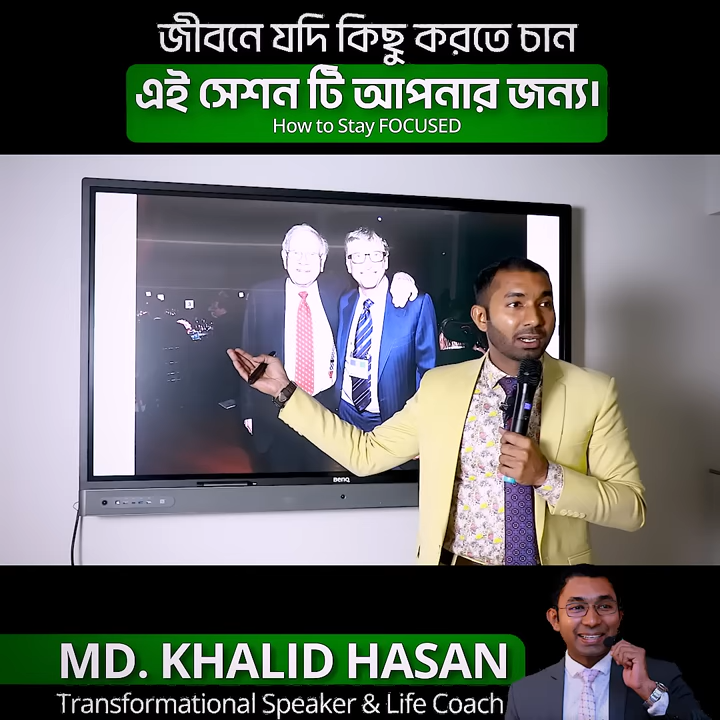 জীবনে যদি কিছু করতে চান
এই সেশন টি আপনার জন্য।
How to Stay FOCUSED
BenQ
MD. KHALID HASAN
Transformational Speaker & Life Coach